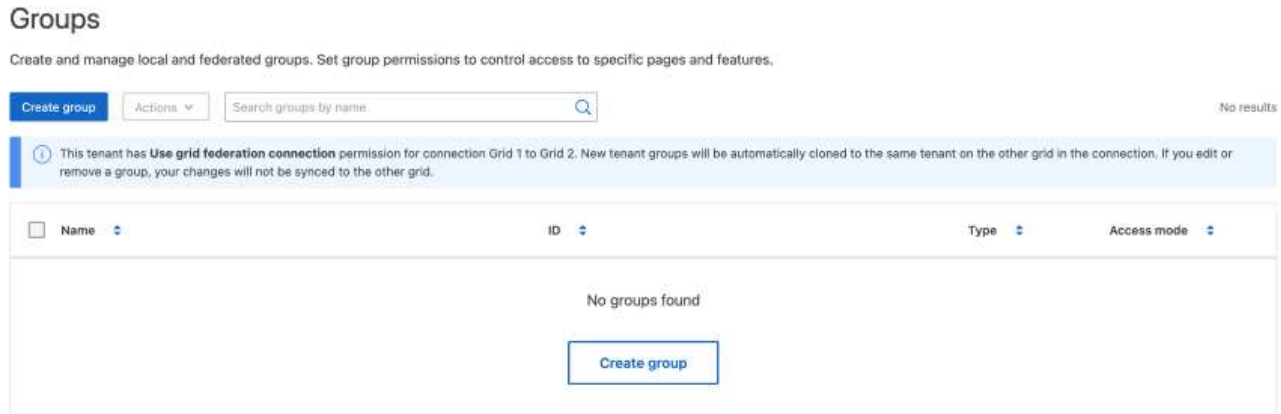 Groups
Create and manage local and federated groups. Set group permissions to control access to specific pages and features.
Create group Actions Search groups by name No results
This tenant has Use grid federation connection permission for connection Grid 1 to Grid 2. New tenant groups will be automatically cloned to the same tenant on the other grid in the connection. If you edit or
remove a group, your changes will not be synced to the other grid.
Name ID Type Access mode
No groups found
Create group